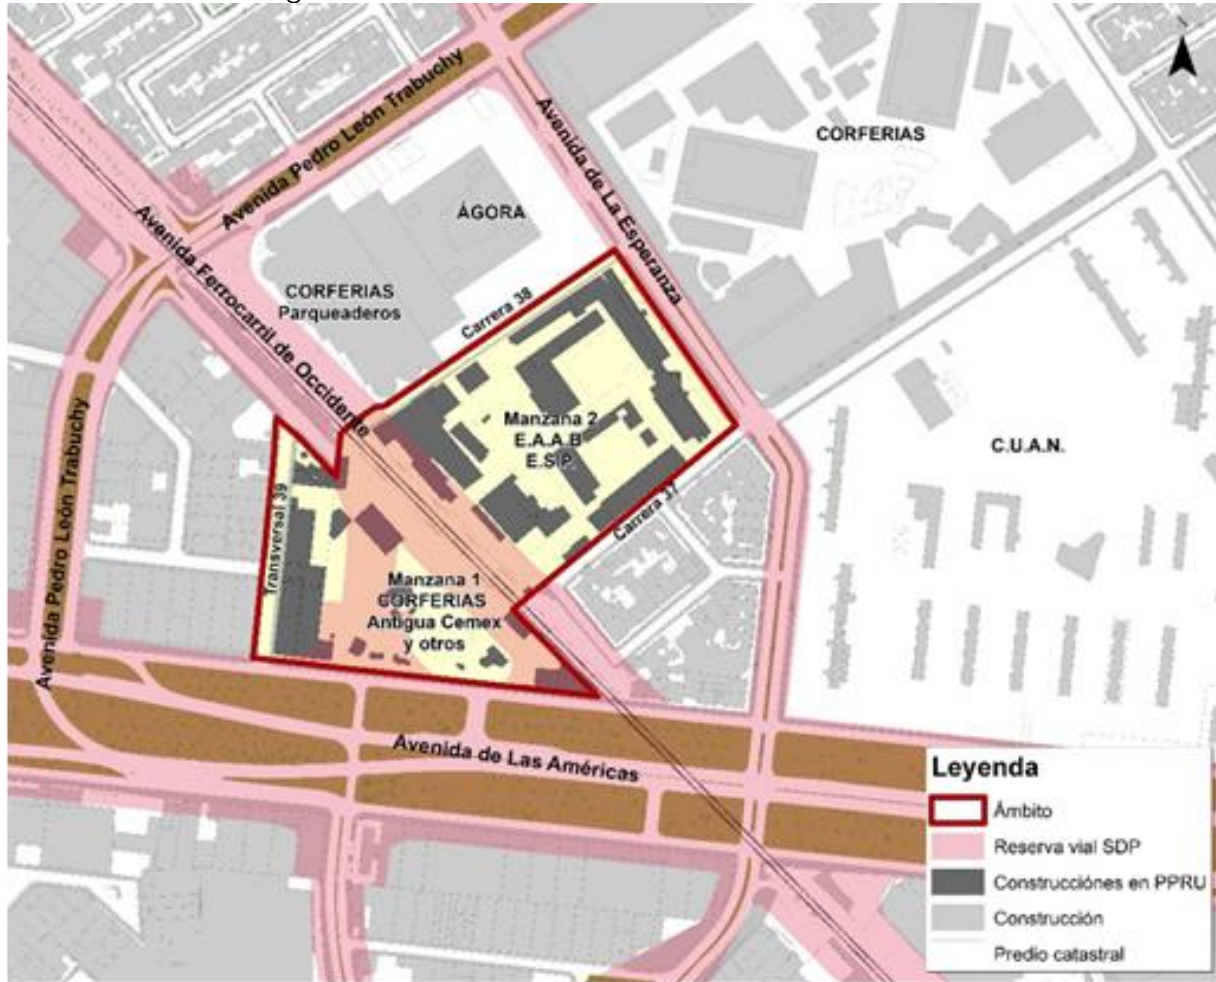 Avenida Pedro León Trabuchy
Avenida de La Esperanza
CORFERIAS
ÁGORA
Avenida Ferrocarril de Occidente
CORFERIAS
Parqueaderos
Carrera 38
Manzana 2
E.A.A.B
E.S.P.
C.U.A.N.
Carrera 37
Transversal 39
Avenida Pedro León Trabuchy
Manzana 1
CORFERIAS
Antigua Cemex
y otros
Avenida de Las Américas
Leyenda
Ámbito
Reserva vial SDP
Construcciónes en PPRU
Construcción
Predio catastral